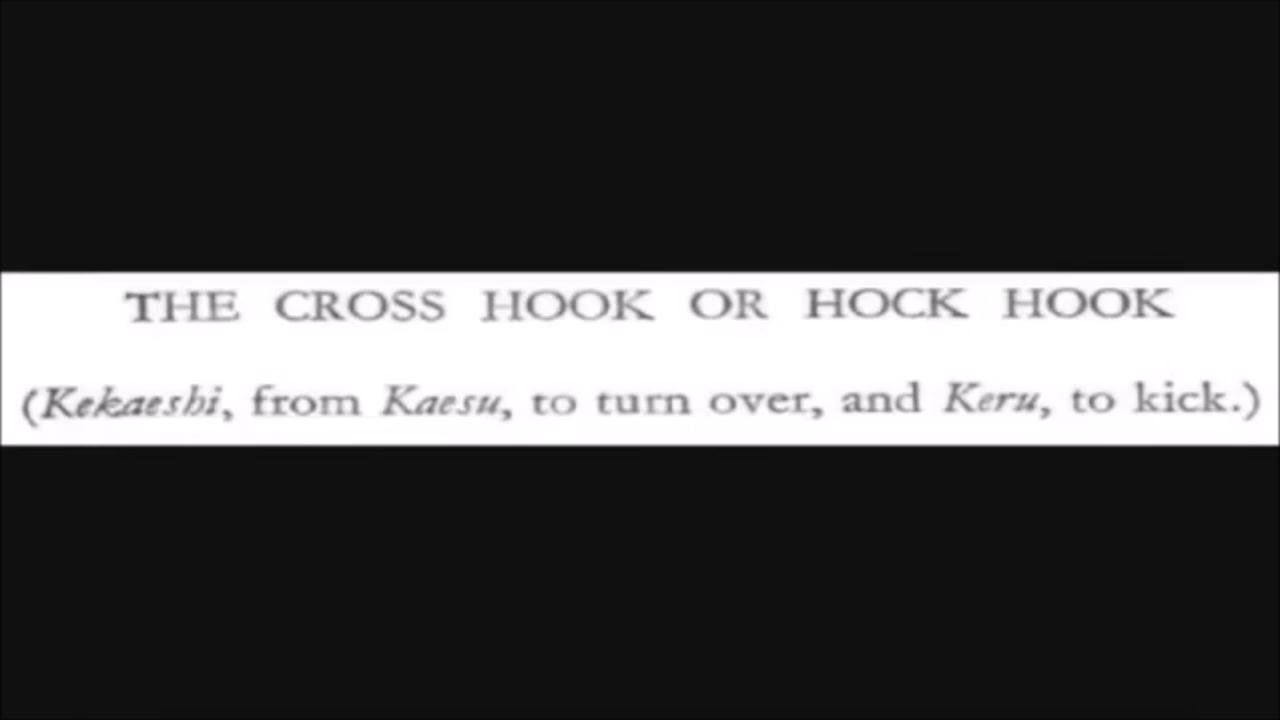 THE CROSS HOOK OR HOCK HOOK
(Kekaeshi, from Kaesu, to turn over, and Keru, to kick.)